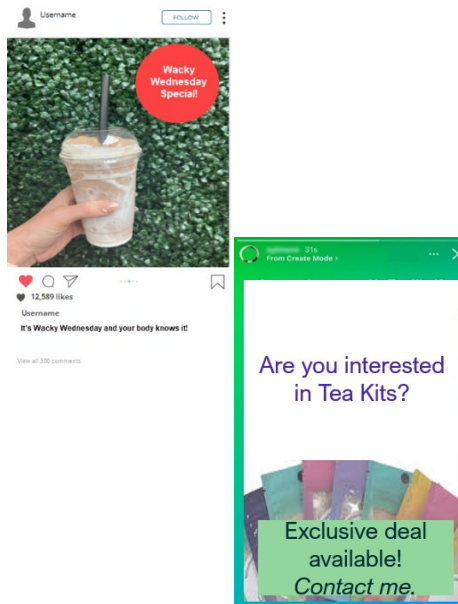 Username
FOLLOW
Wacky
Wednesday
Special!
12,589 likes
Username
It's Wacky Wednesday and your body knows it!
View all 300 comments
31s
From Create Mode >
Are you interested
in Tea Kits?
Exclusive deal
available!
Contact me.